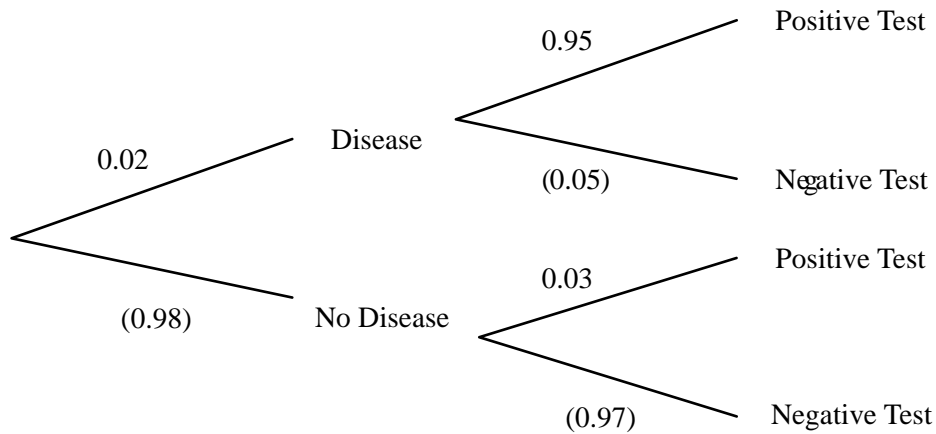 Positive Test
0.95
0.02
Disease
(0.05)
Negative Test
Positive Test
0.03
(0.98)
No Disease
(0.97)
Negative Test